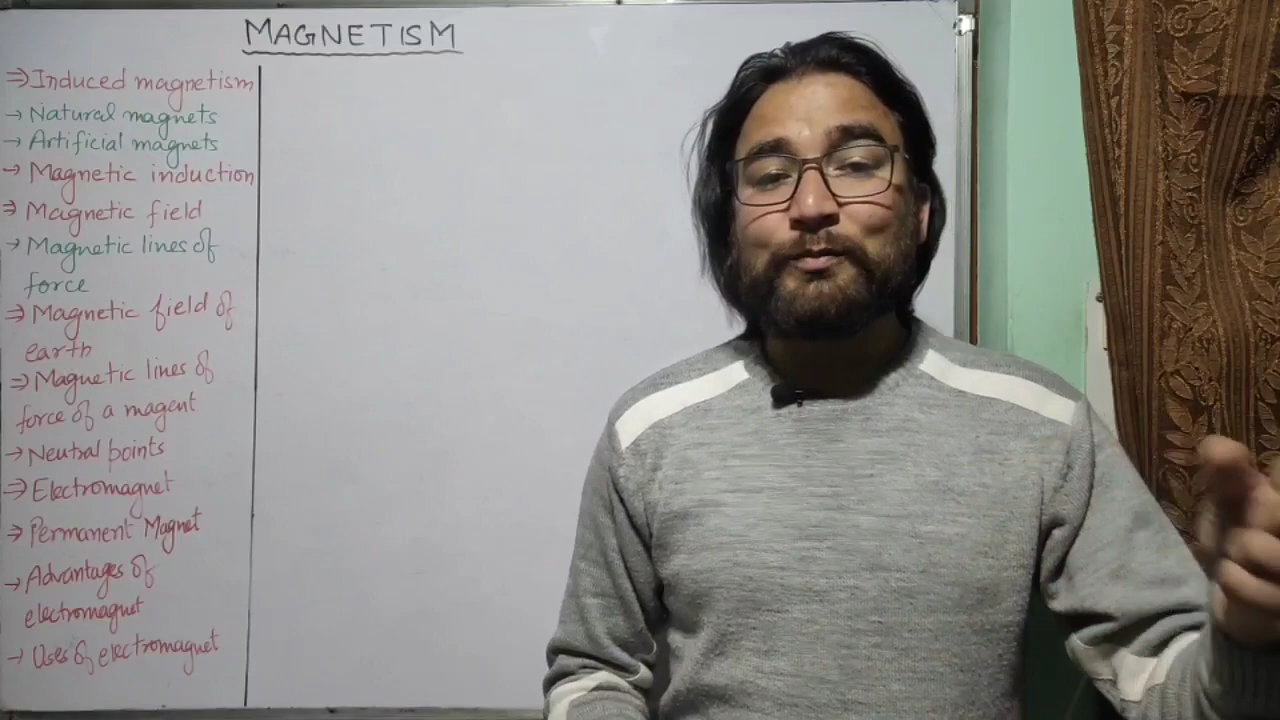 MAGNETISM
⇒ Induced magnetism
→ Natural magnets
→ Artificial magnets
→ Magnetic induction
⇒ Magnetic field
→ Magnetic lines of
force
⇒ Magnetic field of
earth
⇒ Magnetic lines of
force of a magent
→ Neutral points
⇒ Electromagnet
→ Permanent Magnet
→ Advantages of
electromagnet
→ Uses of electromagnet